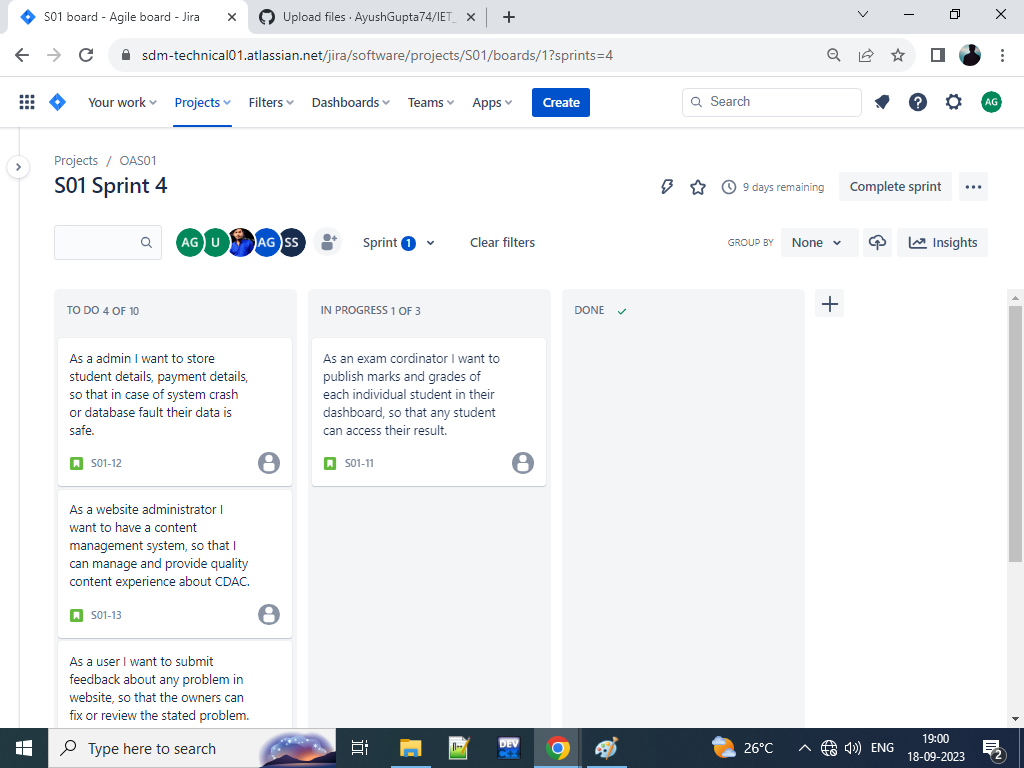 S01 board - Agile board - Jira
Upload files · AyushGupta74/IET_
sdm-technical01.atlassian.net/jira/software/projects/S01/boards/1?sprints=4
Your work
Projects
Filters
Dashboards
Teams
Apps
Create
Search
AG
Projects / OAS01
S01 Sprint 4
9 days remaining
Complete sprint
AG
U
AG
SS
Sprint 1
Clear filters
GROUP BY
None
Insights
TO DO 4 OF 10
As a admin I want to store
student details, payment details,
so that in case of system crash
or database fault their data is
safe.
S01-12
As a website administrator I
want to have a content
management system, so that I
can manage and provide quality
content experience about CDAC.
S01-13
As a user I want to submit
feedback about any problem in
website, so that the owners can
fix or review the stated problem.
IN PROGRESS 1 OF 3
As an exam cordinator I want to
publish marks and grades of
each individual student in their
dashboard, so that any student
can access their result.
S01-11
DONE
Type here to search
DEV
26°C
ENG
19:00
18-09-2023
2